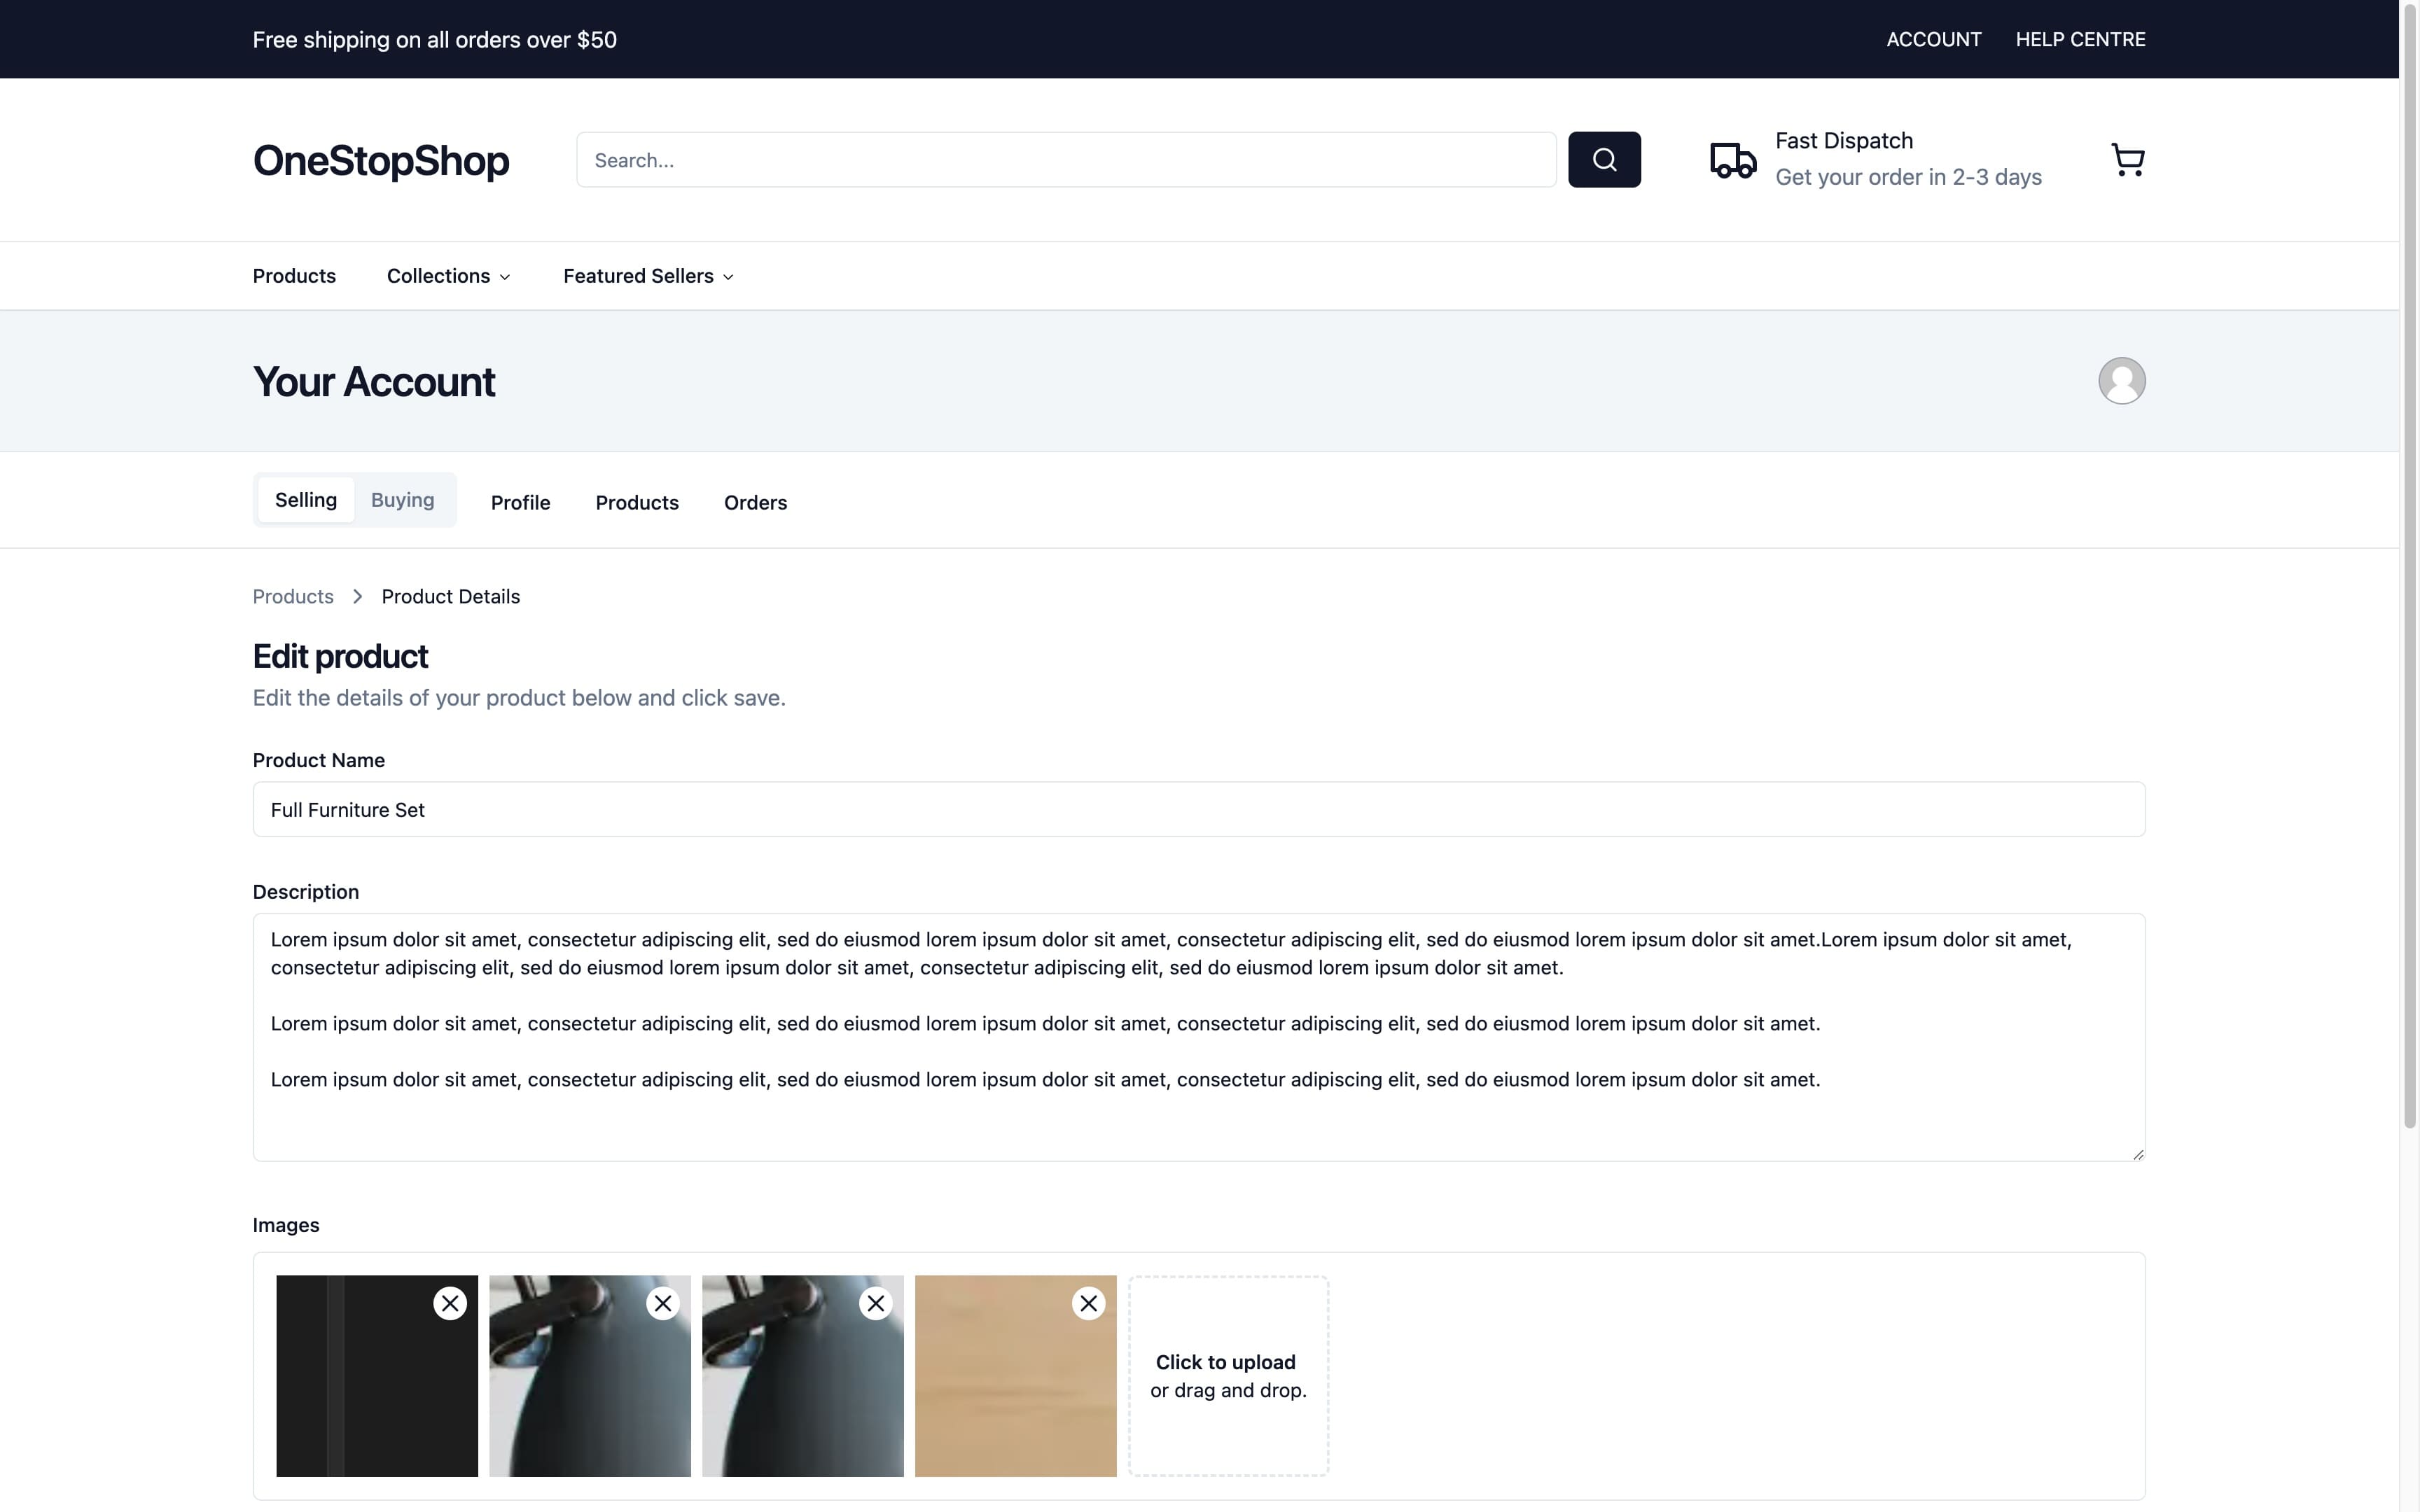 Free shipping on all orders over $50
ACCOUNT
HELP CENTRE
OneStopShop
Search...
Fast Dispatch
Get your order in 2-3 days
Products
Collections
Featured Sellers
Your Account
Selling
Buying
Profile
Products
Orders
Products
Product Details
Edit product
Edit the details of your product below and click save.
Product Name
Full Furniture Set
Description
Lorem ipsum dolor sit amet, consectetur adipiscing elit, sed do eiusmod lorem ipsum dolor sit amet, consectetur adipiscing elit, sed do eiusmod lorem ipsum dolor sit amet.Lorem ipsum dolor sit amet,
consectetur adipiscing elit, sed do eiusmod lorem ipsum dolor sit amet, consectetur adipiscing elit, sed do eiusmod lorem ipsum dolor sit amet.
Lorem ipsum dolor sit amet, consectetur adipiscing elit, sed do eiusmod lorem ipsum dolor sit amet, consectetur adipiscing elit, sed do eiusmod lorem ipsum dolor sit amet.
Lorem ipsum dolor sit amet, consectetur adipiscing elit, sed do eiusmod lorem ipsum dolor sit amet, consectetur adipiscing elit, sed do eiusmod lorem ipsum dolor sit amet.
Images
Click to upload
or drag and drop.